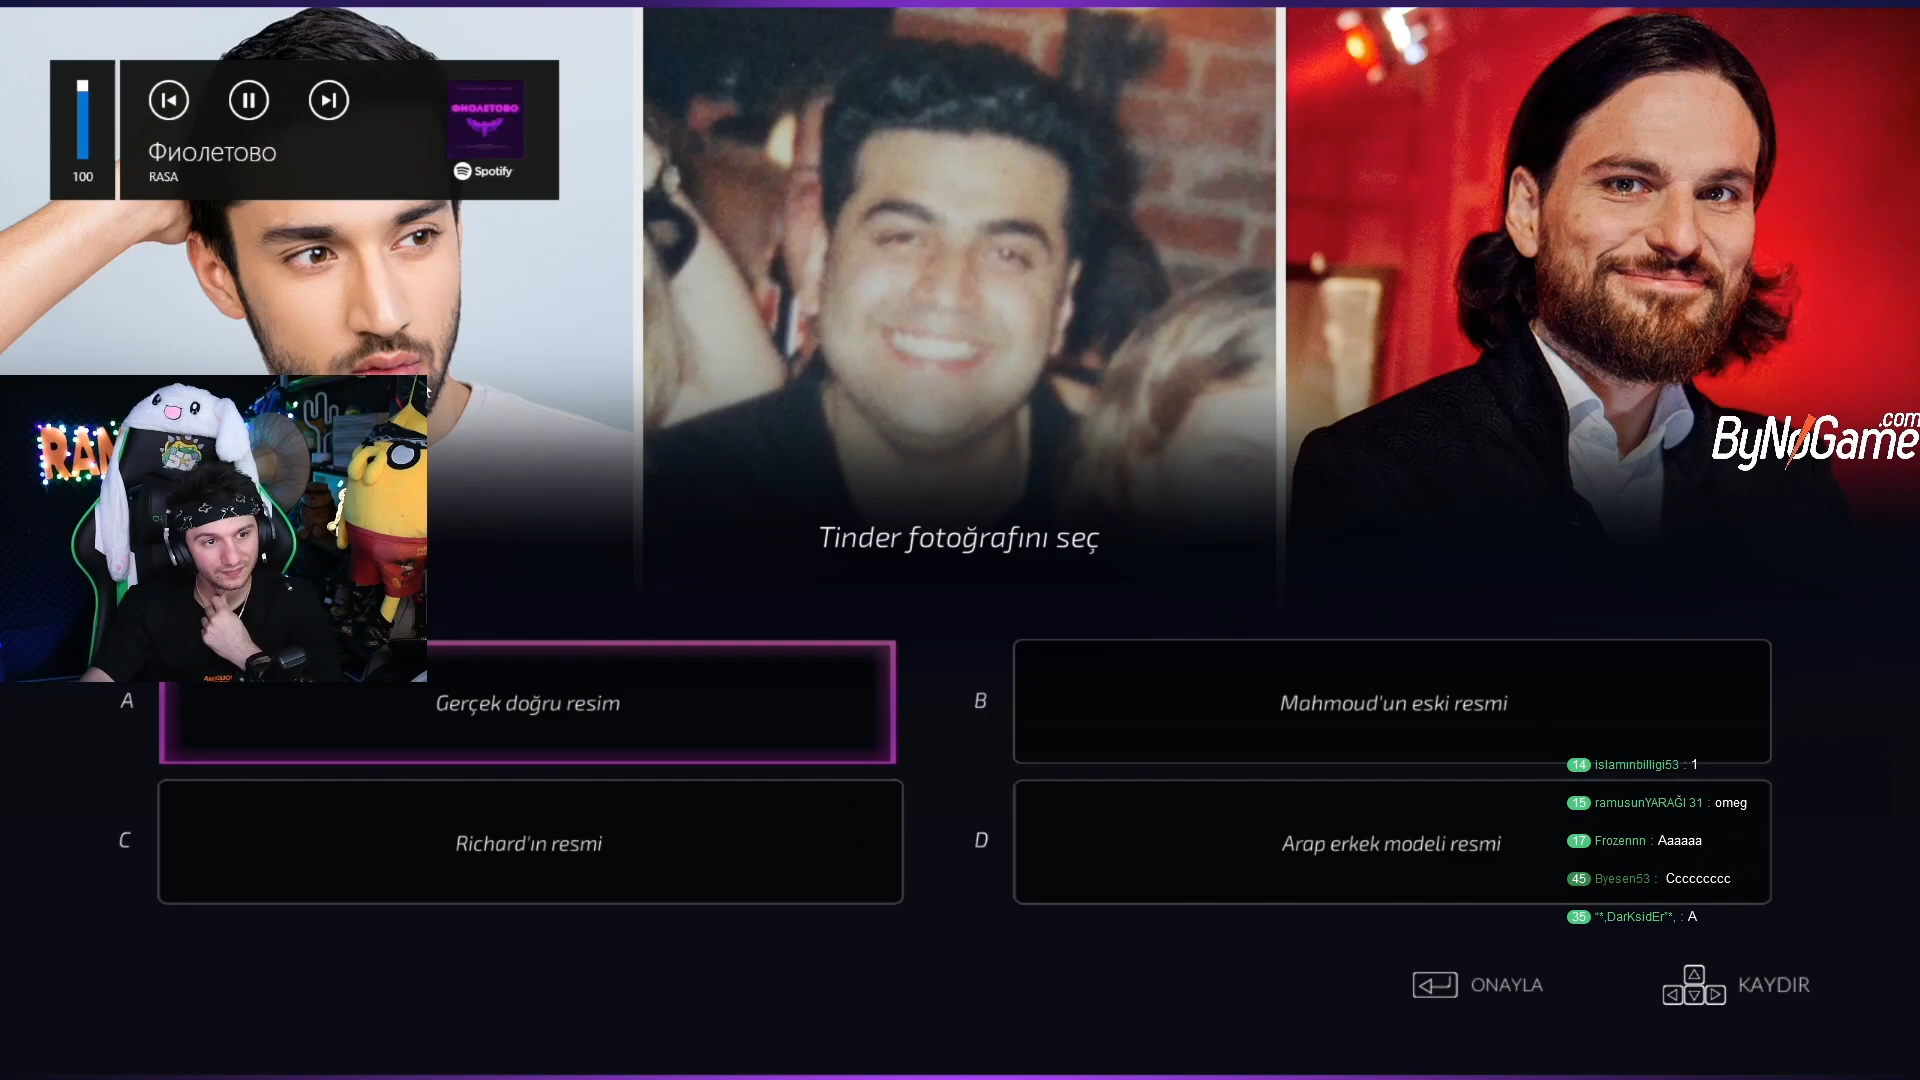 100
Фиолетово
RASA
ФИОЛЕТОВО
Spotify
RAM
.com
ByNoGame
Tinder fotoğrafını seç
A
Gerçek doğru resim
B
Mahmoud'un eski resmi
C
Richard'ın resmi
D
Arap erkek modeli resmi
14 islamınbilligi53 : 1
15 ramusunYARAĞI 31 : omeg
17 Frozennn : Aaaaaa
45 Byesen53 : Cccccccccc
35 "*,DarKsidEr"*, : A
ONAYLA
KAYDIR